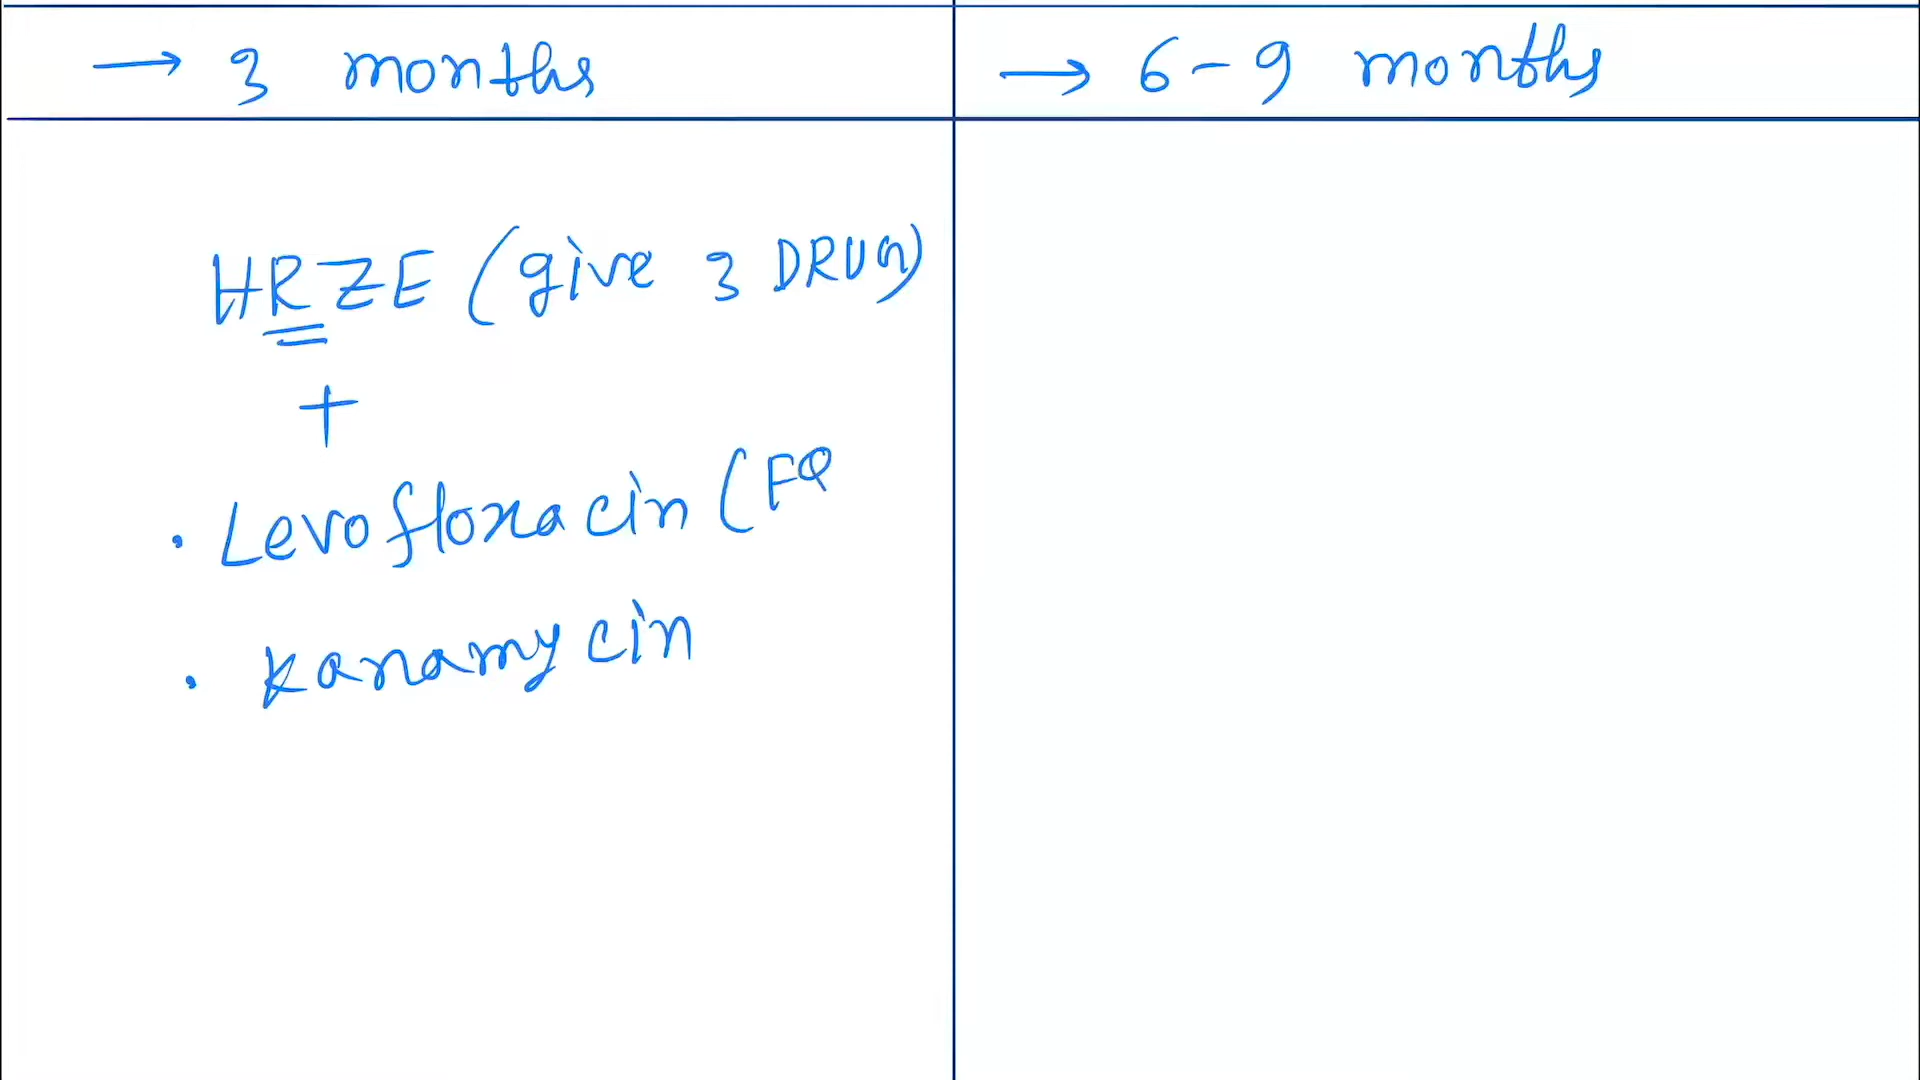 → 3 months
→ 6-9 months
HRZE (give 3 DRUG)
+
• Levofloxacin (FQ
• Kanamycin